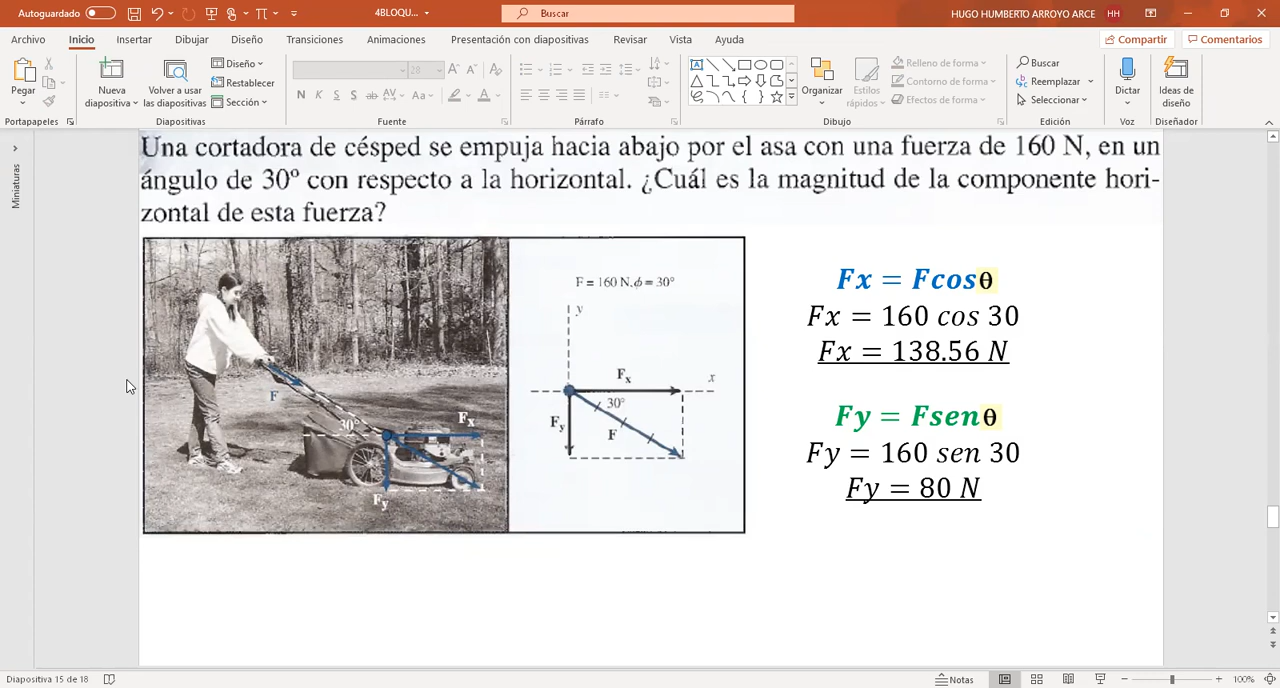 Autoguardado
4BLOQU...
Buscar
HUGO HUMBERTO ARROYO ARCE
HH
Archivo
Inicio
Insertar
Dibujar
Diseño
Transiciones
Animaciones
Presentación con diapositivas
Revisar
Vista
Ayuda
Compartir
Comentarios
Pegar
Nueva
diapositiva
Volver a usar
las diapositivas
Diseño
Restablecer
Sección
28
N K S S ab AV Aa A
Organizar
Estilos
rápidos
Relleno de forma
Contorno de forma
Efectos de forma
Buscar
Reemplazar
Seleccionar
Dictar
Ideas de
diseño
Portapapeles
Diapositivas
Fuente
Párrafo
Dibujo
Edición
Voz
Diseñador
Miniaturas
Una cortadora de césped se empuja hacia abajo por el asa con una fuerza de 160 N, en un
ángulo de 30° con respecto a la horizontal. ¿Cuál es la magnitud de la componente hori-
zontal de esta fuerza?
F
30°
Fx
Fy
F = 160 N, ϕ = 30°
y
Fx
x
30°
Fy
F
Fx = Fcosθ
Fx = 160 cos 30
Fx = 138.56 N
Fy = Fsenθ
Fy = 160 sen 30
Fy = 80 N
Diapositiva 15 de 18
Notas
100%